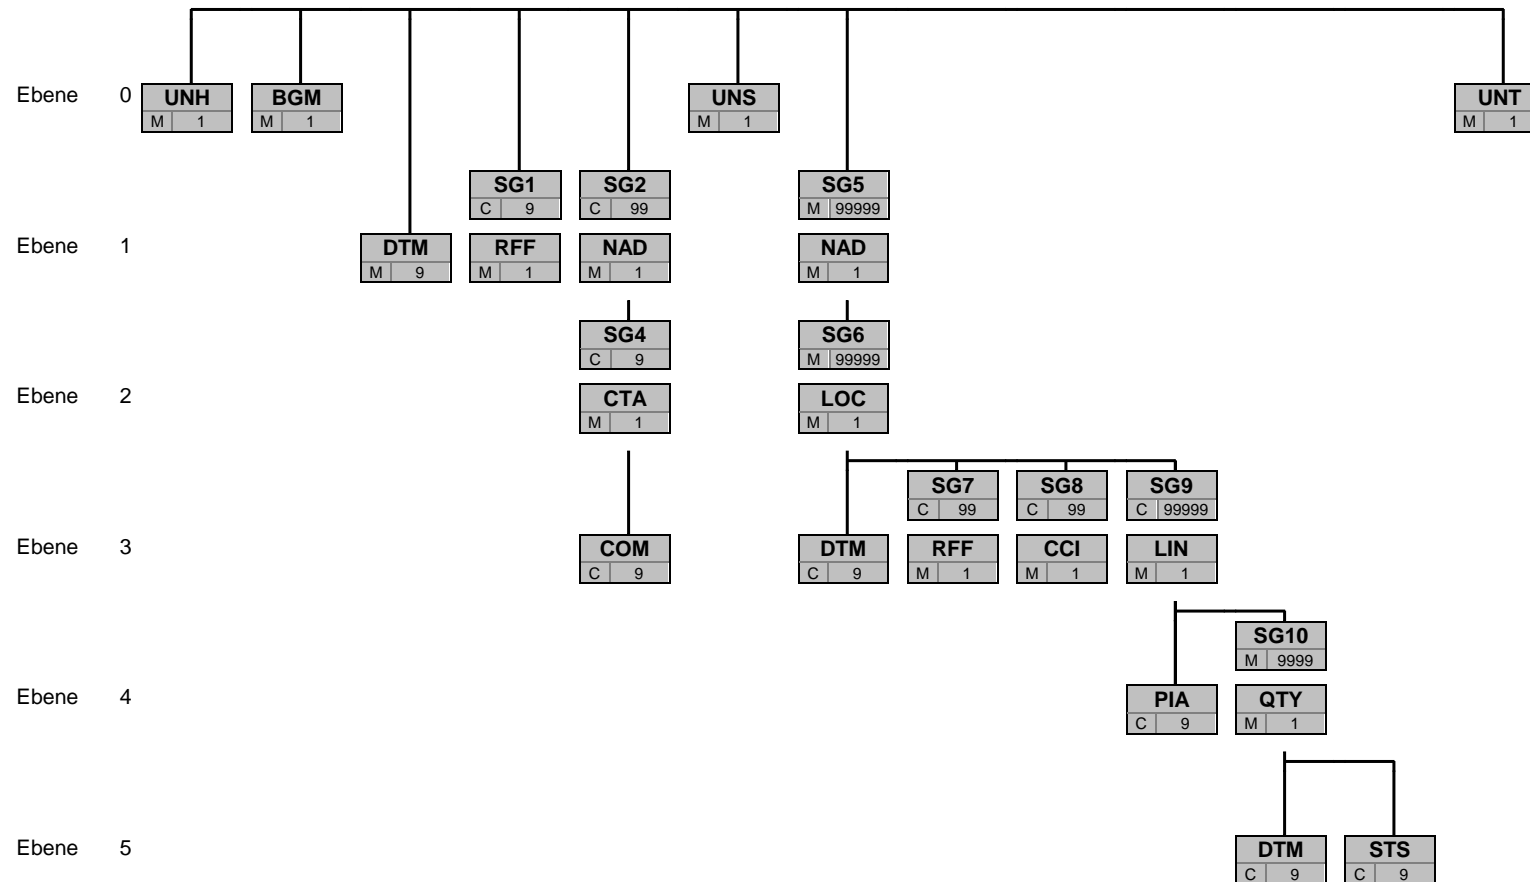 Ebene 0 UNH BGM UNS UNT
M 1 M 1 M 1 M 1
SG1 SG2 SG5
C 9 C 99 M 99999
Ebene 1 DTM RFF NAD NAD
M 9 M 1 M 1 M 1
SG4 SG6
C 9 M 99999
Ebene 2 CTA LOC
M 1 M 1
SG7 SG8 SG9
C 99 C 99 C 99999
Ebene 3 COM DTM RFF CCI LIN
C 9 C 9 M 1 M 1 M 1
SG10
M 9999
Ebene 4 PIA QTY
C 9 M 1
Ebene 5 DTM STS
C 9 C 9